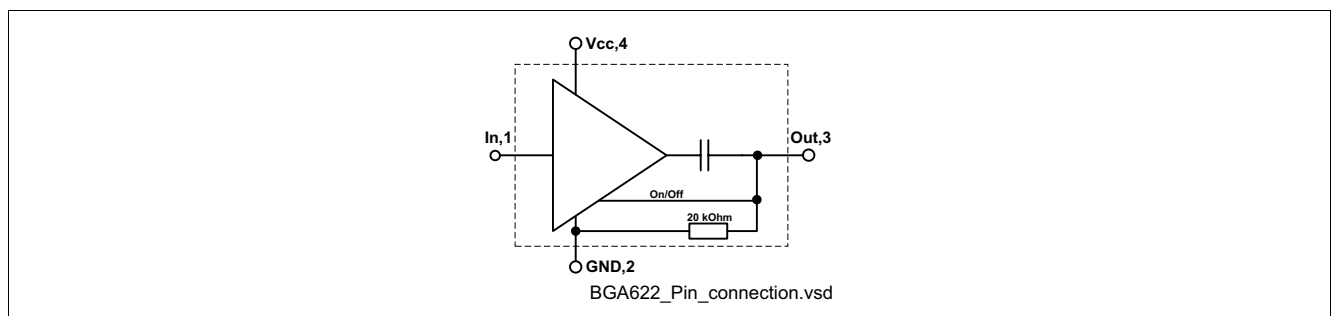 Vcc,4
In,1
Out,3
On/Off
20 kOhm
GND,2
BGA622_Pin_connection.vsd